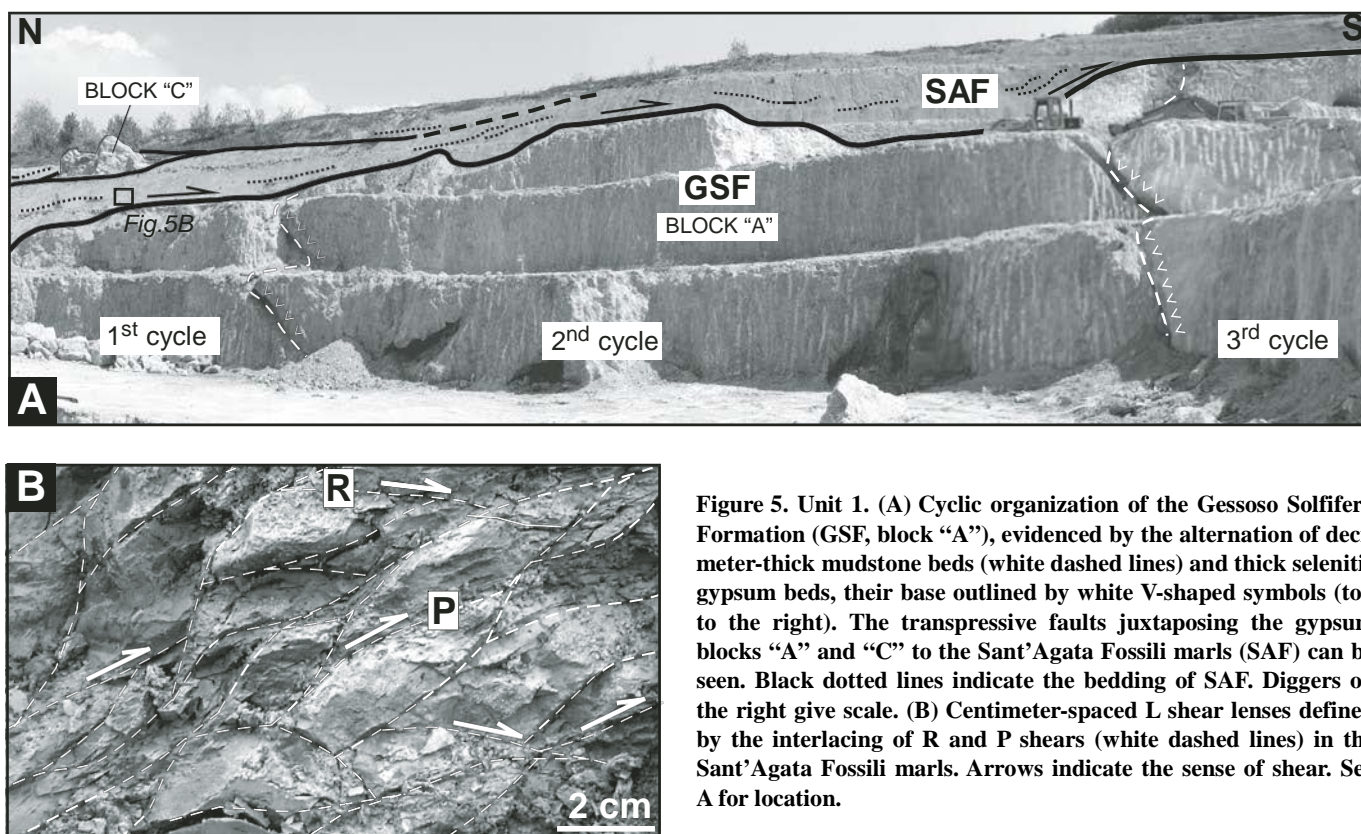 N
S
BLOCK “C”
SAF
GSF
Fig.5B
BLOCK “A”
1st cycle
2nd cycle
3rd cycle
A
B
R
P
2 cm
Figure 5. Unit 1. (A) Cyclic organization of the Gessoso Solfifer
Formation (GSF, block “A”), evidenced by the alternation of deci
meter-thick mudstone beds (white dashed lines) and thick seleniti
gypsum beds, their base outlined by white V-shaped symbols (to
to the right). The transpressive faults juxtaposing the gypsum
blocks “A” and “C” to the Sant’Agata Fossili marls (SAF) can b
seen. Black dotted lines indicate the bedding of SAF. Diggers o
the right give scale. (B) Centimeter-spaced L shear lenses define
by the interlacing of R and P shears (white dashed lines) in th
Sant’Agata Fossili marls. Arrows indicate the sense of shear. Se
A for location.